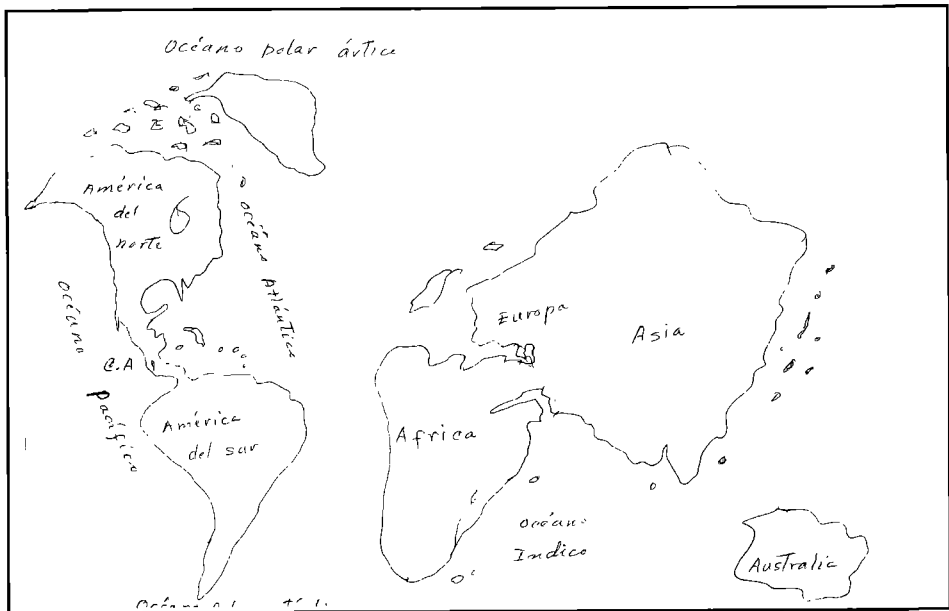 Océano polar ártico
América
del
norte
océano Atlántico
océano
pacífico
C.A
América
del sur
Europa
Asia
Africa
Océano
Indico
Australia
Océano